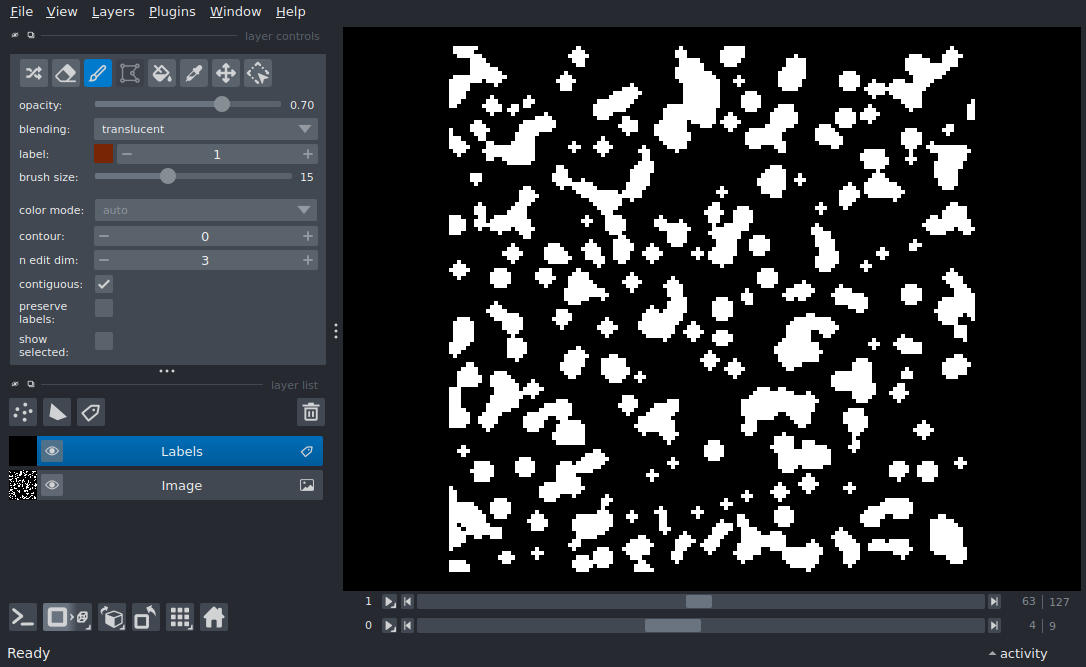 File View Layers Plugins Window Help
layer controls
opacity: 0.70
blending: translucent
label: 1
brush size: 15
color mode: auto
contour: 0
n edit dim: 3
contiguous:
preserve
labels:
show
selected:
layer list
Labels
Image
1 63 127
0 4 9
Ready activity